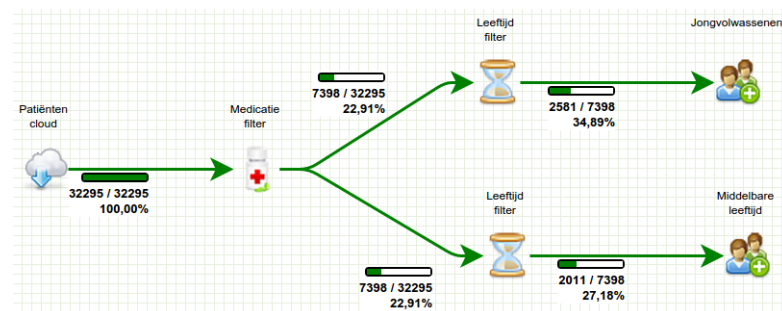 Leeftijd
filter
Jongvolwassenen
7398 / 32295
22,91%
2581 / 7398
34,89%
Patiënten
cloud
Medicatie
filter
32295 / 32295
100,00%
Leeftijd
filter
Middelbare
leeftijd
7398 / 32295
22,91%
2011 / 7398
27,18%